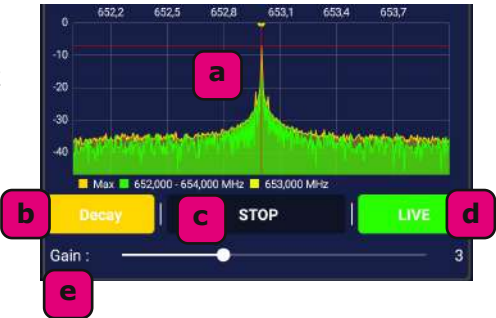 652,2 652,5 652,8 653,1 653,4 653,7
0
-10
a
-20
-30
-40
Max 652,000 - 654,000 MHz 653,000 MHz
b Decay | c STOP | LIVE d
Gain : 3
e